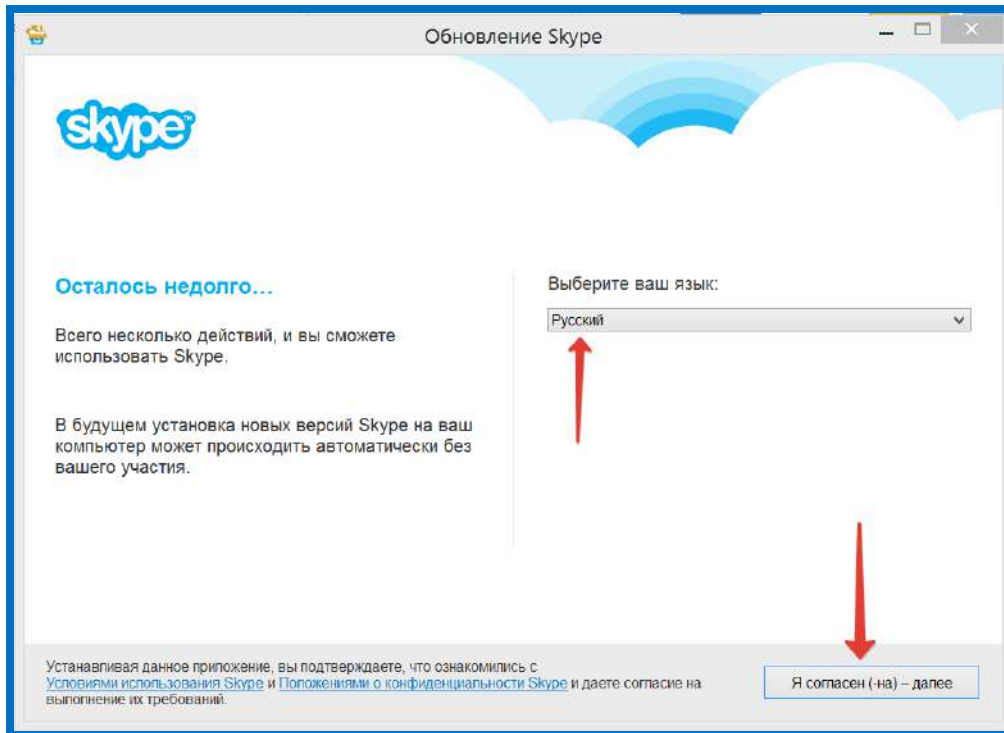 Обновление Skype
skype™
Осталось недолго...
Всего несколько действий, и вы сможете
использовать Skype.
В будущем установка новых версий Skype на ваш
компьютер может происходить автоматически без
вашего участия.
Выберите ваш язык:
Русский
Устанавливая данное приложение, вы подтверждаете, что ознакомились с
Условиями использования Skype и Положениями о конфиденциальности Skype и даете согласие на
выполнение их требований.
Я согласен (-на) – далее